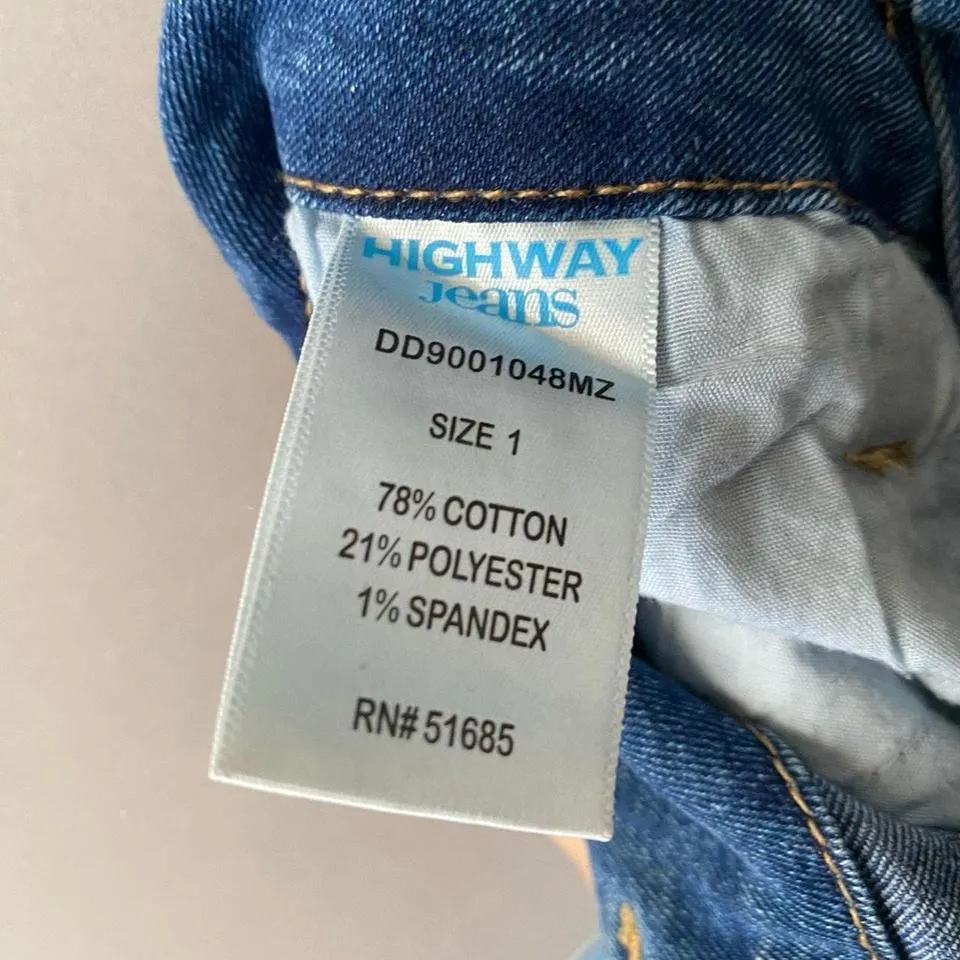 HIGHWAY
Jeans
DD9001048MZ
SIZE 1
78% COTTON
21% POLYESTER
1% SPANDEX
RN# 51685